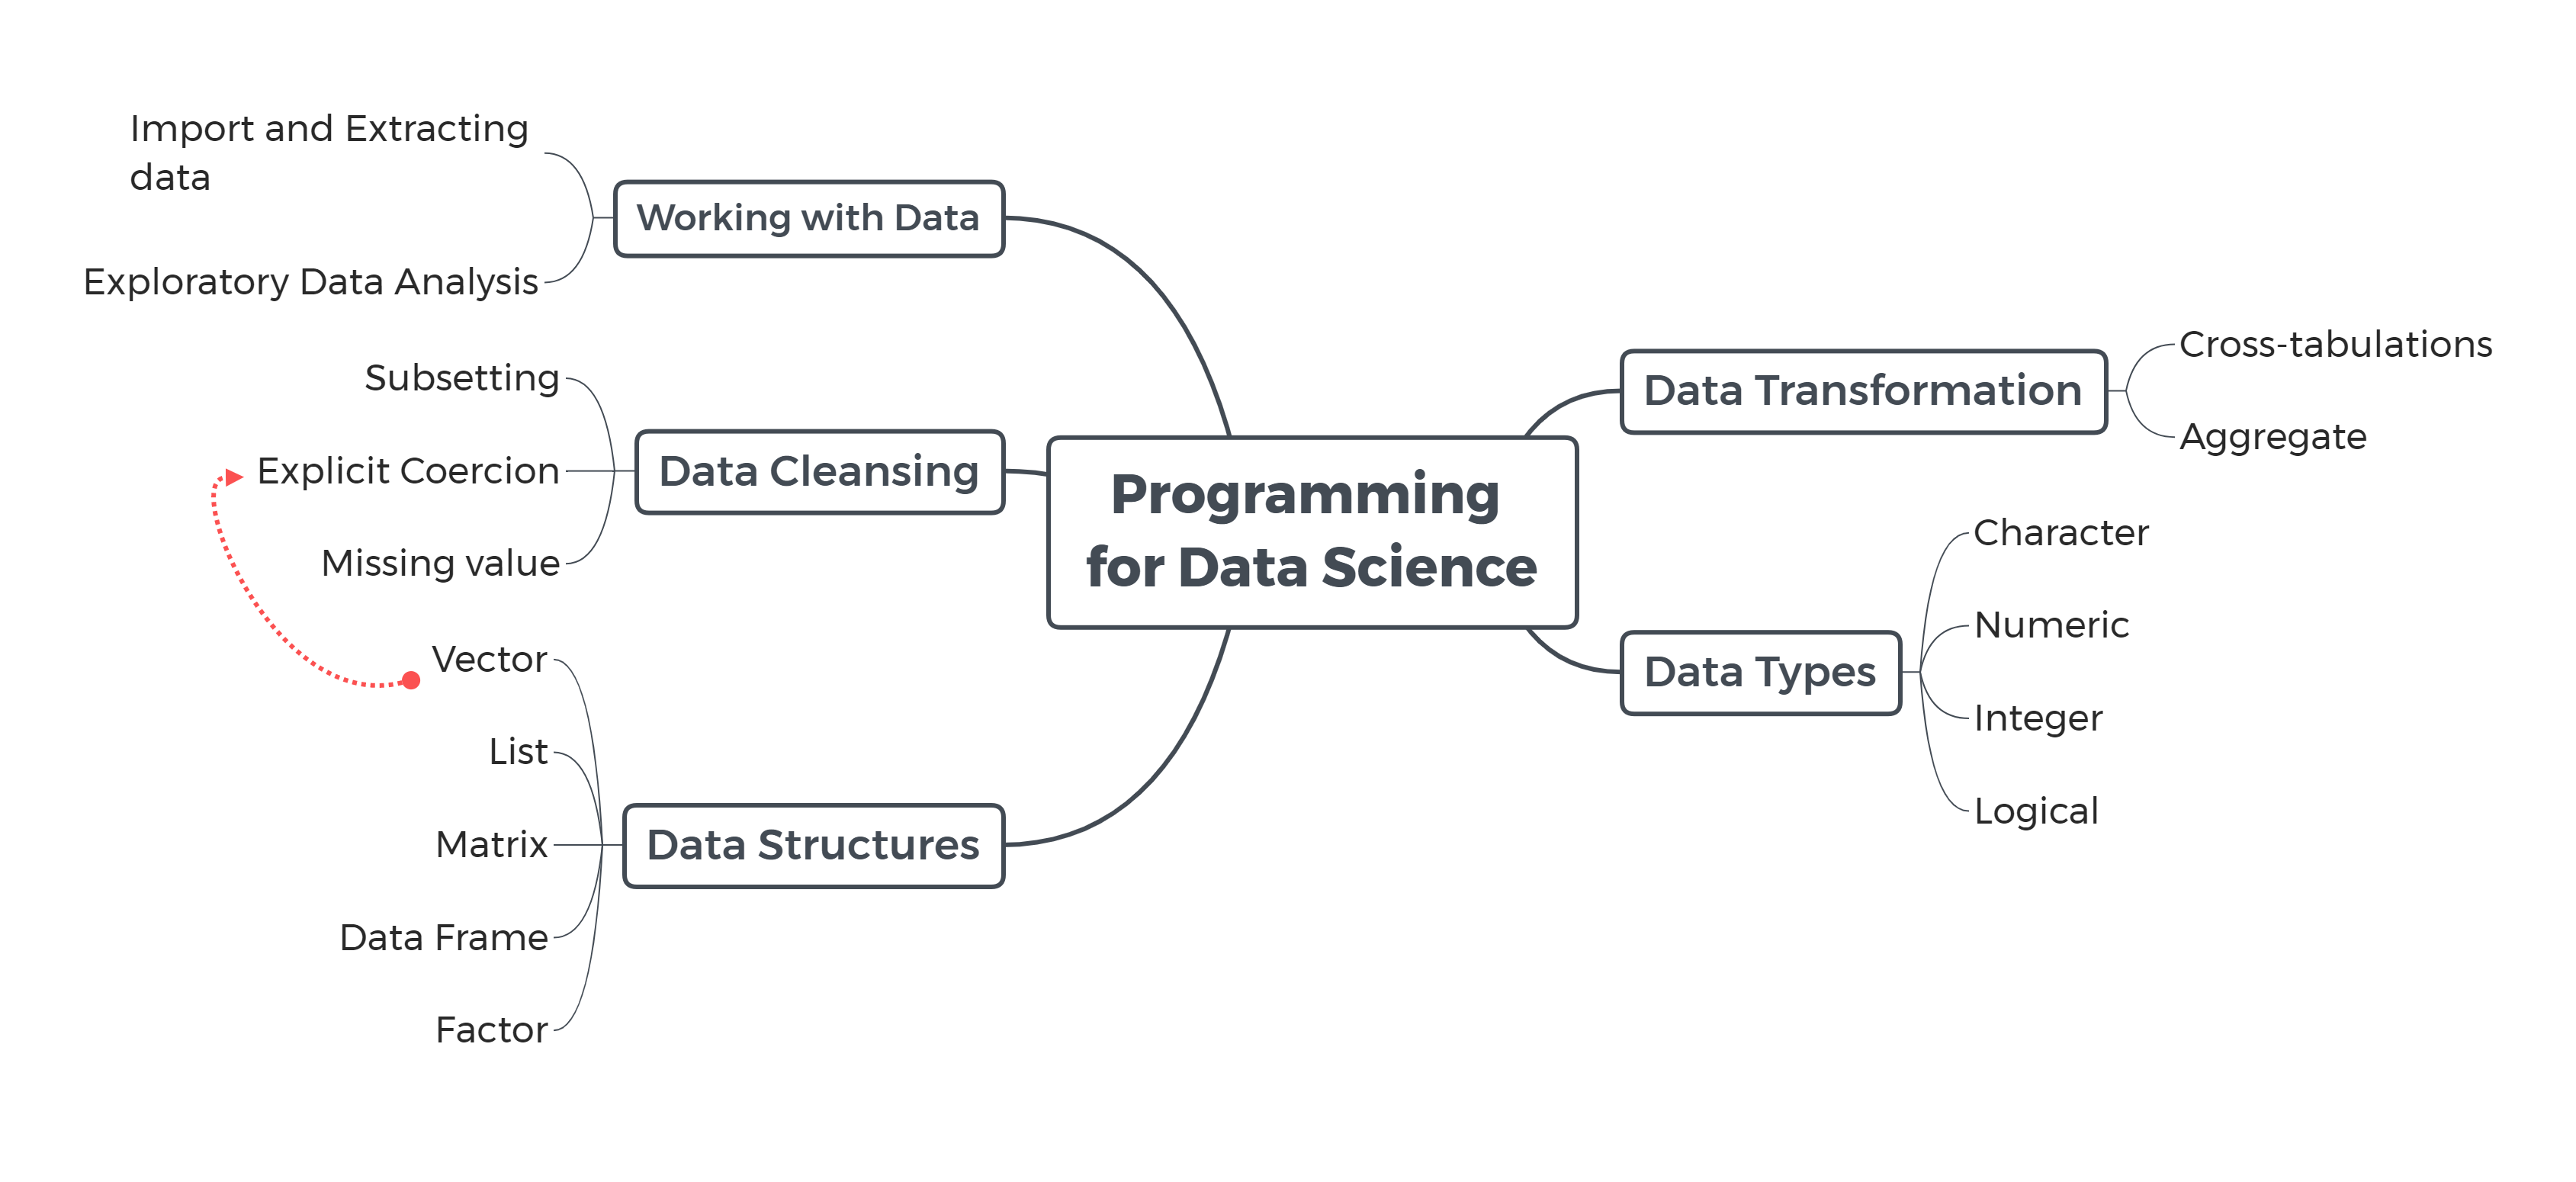 Import and Extracting
data
Working with Data
Exploratory Data Analysis
Subsetting
Explicit Coercion
Data Cleansing
Missing value
Vector
List
Matrix
Data Structures
Data Frame
Factor
Programming
for Data Science
Data Transformation
Cross-tabulations
Aggregate
Data Types
Character
Numeric
Integer
Logical